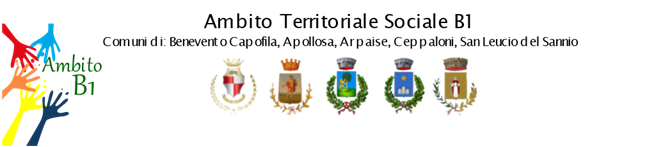 Ambito Territoriale Sociale B1
Comuni di: Benevento Capofila, Apollosa, Arpaise, Ceppaloni, San Leucio del Sannio
Ambito
B1